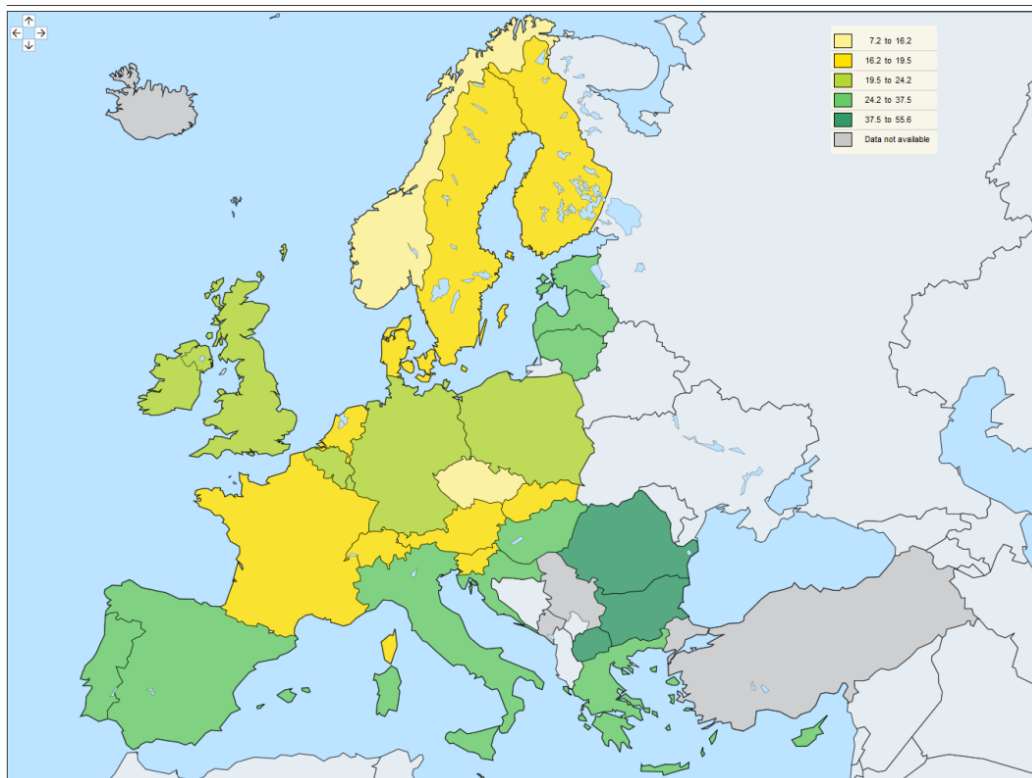 7.2 to 16.2
16.2 to 19.5
19.5 to 24.2
24.2 to 37.5
37.5 to 55.6
Data not available